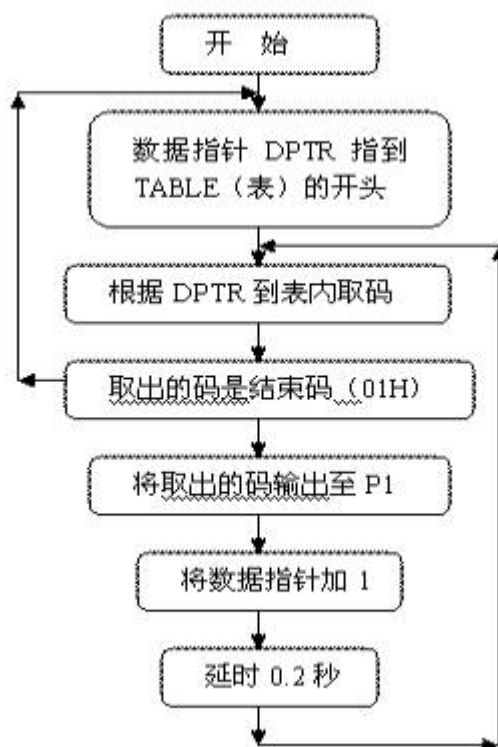 开 始
数据指针 DPTR 指到
TABLE（表）的开头
根据 DPTR 到表内取码
取出的码是结束码（01H）
将取出的码输出至 P1
将数据指针加 1
延时 0.2 秒